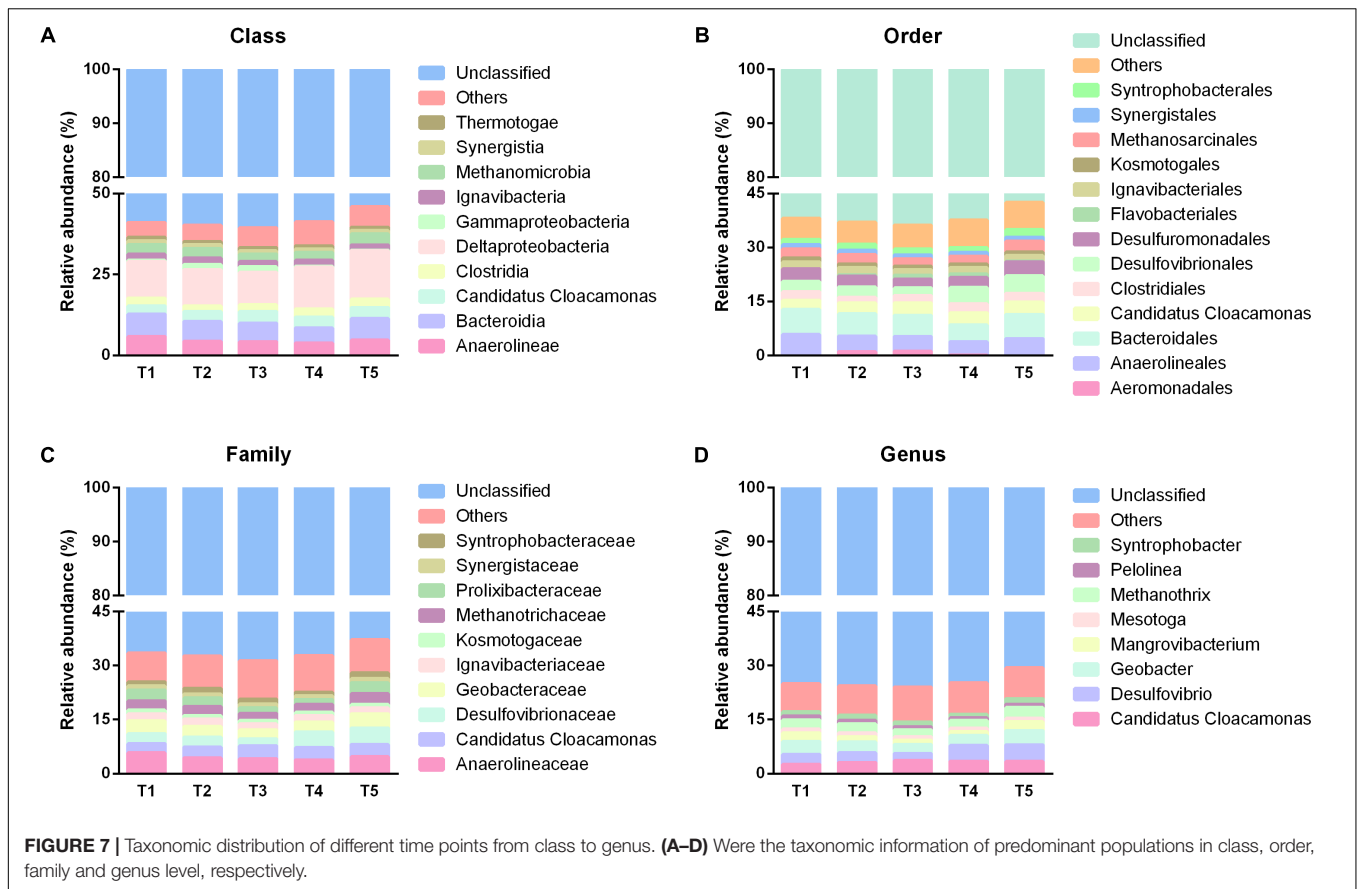 A
Class
Relative abundance (%)
100
90
80
50
25
0
T1 T2 T3 T4 T5
Unclassified
Others
Thermotogae
Synergistia
Methanomicrobia
Ignavibacteria
Gammaproteobacteria
Deltaproteobacteria
Clostridia
Candidatus Cloacamonas
Bacteroidia
Anaerolineae
B
Order
Relative abundance (%)
100
90
80
45
30
15
0
T1 T2 T3 T4 T5
Unclassified
Others
Syntrophobacterales
Synergistales
Methanosarcinales
Kosmotogales
Ignavibacteriales
Flavobacteriales
Desulfuromonadales
Desulfovibrionales
Clostridiales
Candidatus Cloacamonas
Bacteroidales
Anaerolineales
Aeromonadales
C
Family
Relative abundance (%)
100
90
80
45
30
15
0
T1 T2 T3 T4 T5
Unclassified
Others
Syntrophobacteraceae
Synergistaceae
Prolixibacteraceae
Methanotrichaceae
Kosmotogaceae
Ignavibacteriaceae
Geobacteraceae
Desulfovibrionaceae
Candidatus Cloacamonas
Anaerolineaceae
D
Genus
Relative abundance (%)
100
90
80
45
30
15
0
T1 T2 T3 T4 T5
Unclassified
Others
Syntrophobacter
Pelolinea
Methanothrix
Mesotoga
Mangrovibacterium
Geobacter
Desulfovibrio
Candidatus Cloacamonas
FIGURE 7 | Taxonomic distribution of different time points from class to genus. (A–D) Were the taxonomic information of predominant populations in class, order,
family and genus level, respectively.